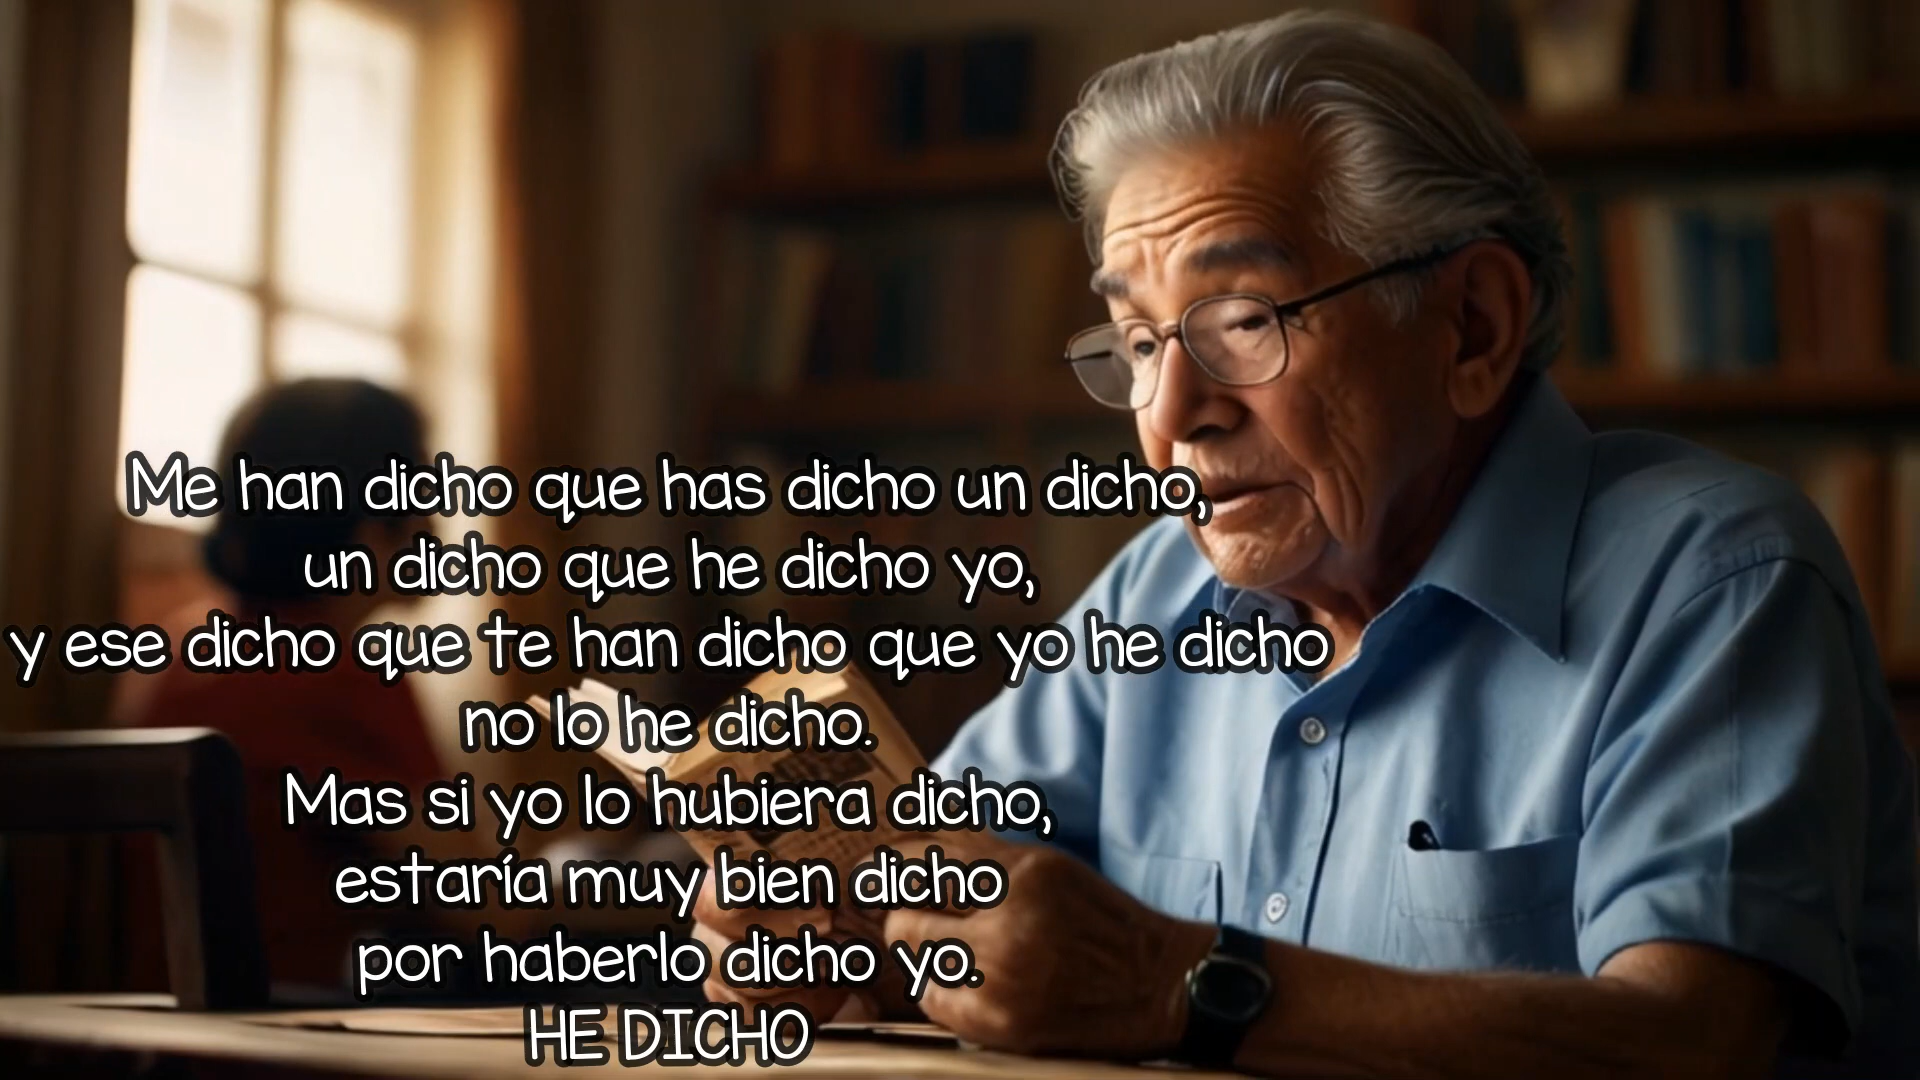 Me han dicho que has dicho un dicho,
un dicho que he dicho yo,
y ese dicho que te han dicho que yo he dicho
no lo he dicho.
Mas si yo lo hubiera dicho,
estaría muy bien dicho
por haberlo dicho yo.
HE DICHO